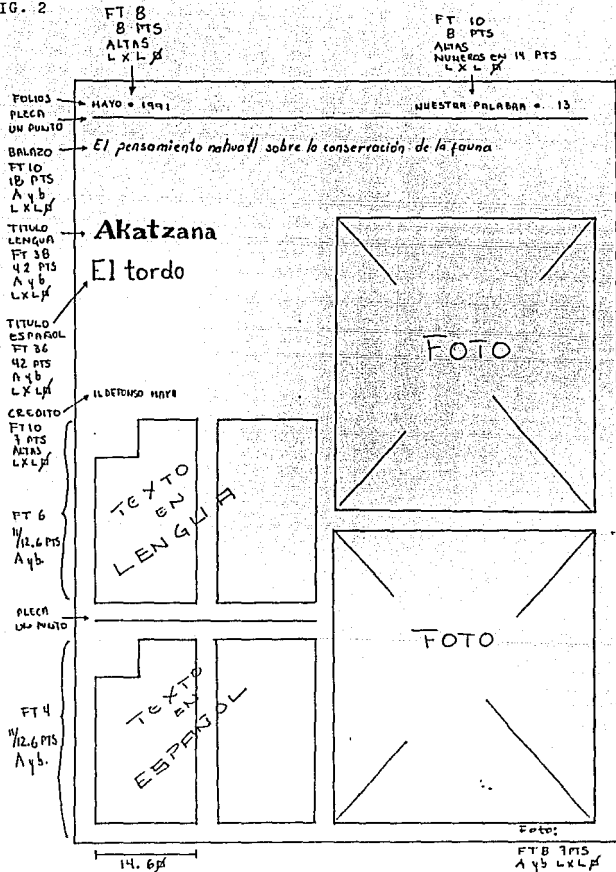 IG. 2
FT 8
8 PTS
ALTAS
L X L Ø
FT 10
8 PTS
ALTAS
NUMEROS EN 14 PTS
L X L Ø
FOLIOS
MAYO • 1991
NUESTRA PALABRA • 13
PLECA
UN PUNTO
BALAZO
FT 10
18 PTS
A y b
L X L Ø
El pensamiento nahuatl sobre la conservación de la fauna
TITULO
LENGUA
FT 38
42 PTS
A y b
L X L Ø
Akatzana
El tordo
TITULO
ESPAÑOL
FT 36
42 PTS
A y b
L X L Ø
FOTO
CREDITO
FT 10
7 PTS
ALTAS
L X L Ø
ILDEFONSO MAYA
FT 6
11/12.6 PTS
A y b.
TEXTO
EN
LENGUA
PLECA
UN PUNTO
FOTO
FT 4
11/12.6 PTS
A y b.
TEXTO
EN
ESPAÑOL
14.6Ø
Foto:
FT 8 7 PTS
A y b L X L Ø